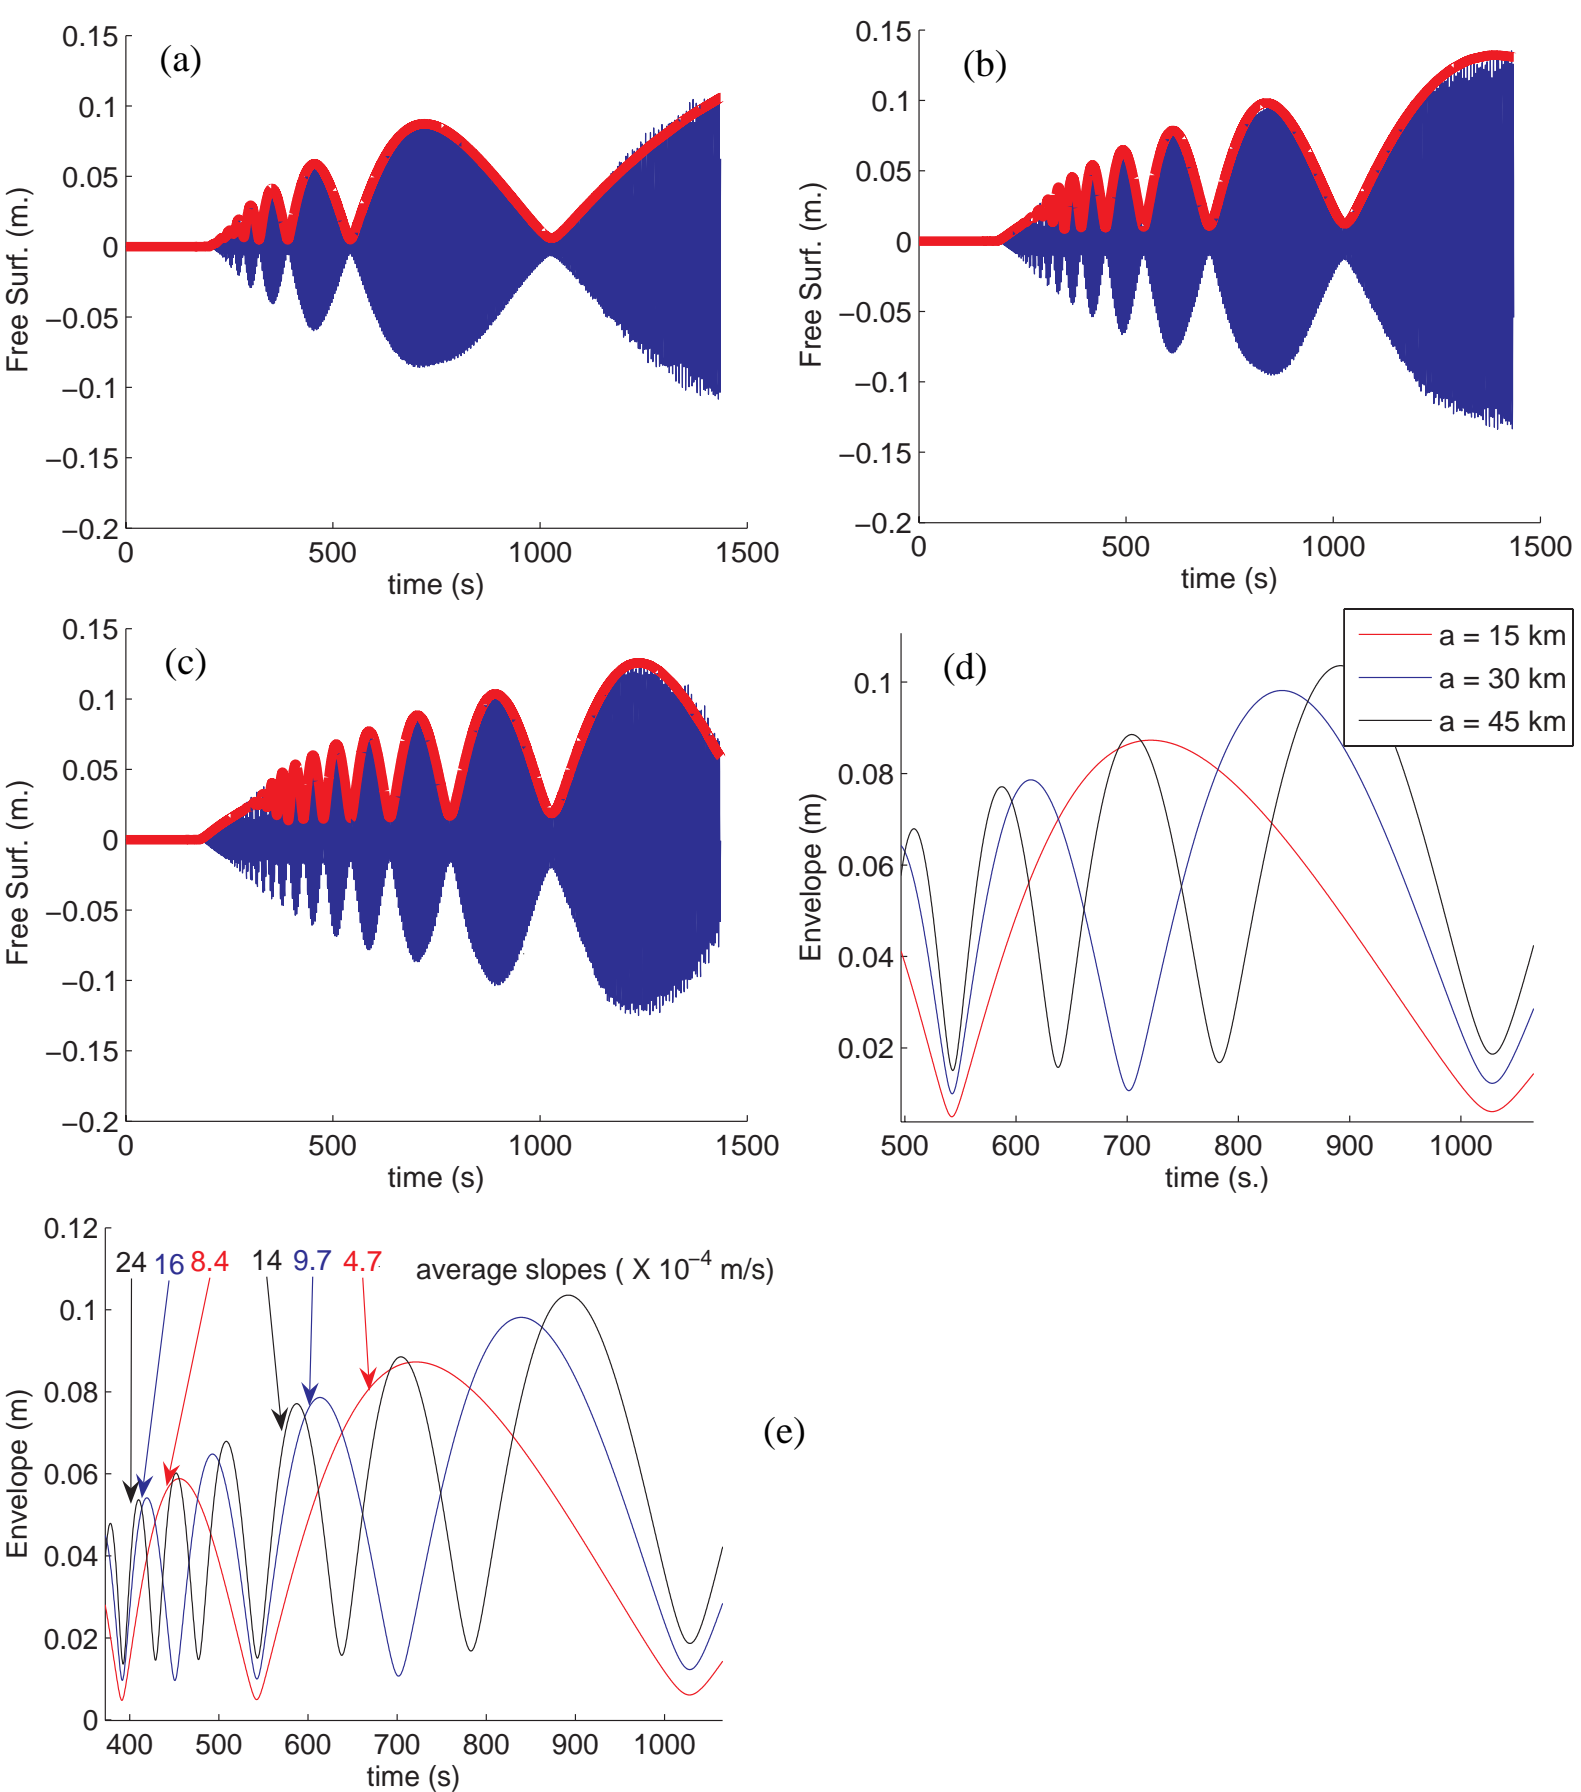 (a)
0.15
0.1
0.05
0
−0.05
−0.1
−0.15
−0.2
Free Surf. (m.)
0 500 1000 1500
time (s)
(b)
0.15
0.1
0.05
0
−0.05
−0.1
−0.15
−0.2
Free Surf. (m.)
0 500 1000 1500
time (s)
(c)
0.15
0.1
0.05
0
−0.05
−0.1
−0.15
−0.2
Free Surf. (m.)
0 500 1000 1500
time (s)
(d)
a = 15 km
a = 30 km
a = 45 km
0.1
0.08
0.06
0.04
0.02
Envelope (m)
500 600 700 800 900 1000
time (s.)
0.12
0.1
0.08
0.06
0.04
0.02
0
Envelope (m)
24 16 8.4 14 9.7 4.7 average slopes ( X 10⁻⁴ m/s)
(e)
400 500 600 700 800 900 1000
time (s)